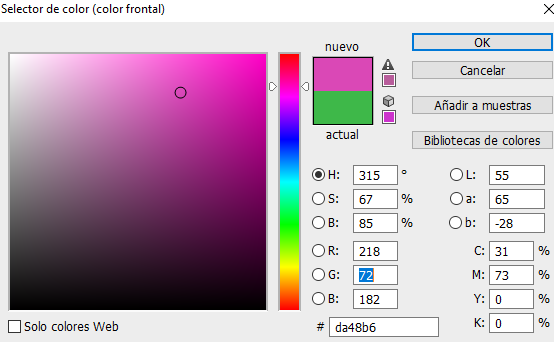 Selector de color (color frontal)
nuevo
actual
OK
Cancelar
Añadir a muestras
Bibliotecas de colores
H: 315 °
S: 67 %
B: 85 %
R: 218
G: 72
B: 182
L: 55
a: 65
b: -28
C: 31 %
M: 73 %
Y: 0 %
K: 0 %
Solo colores Web
# da48b6